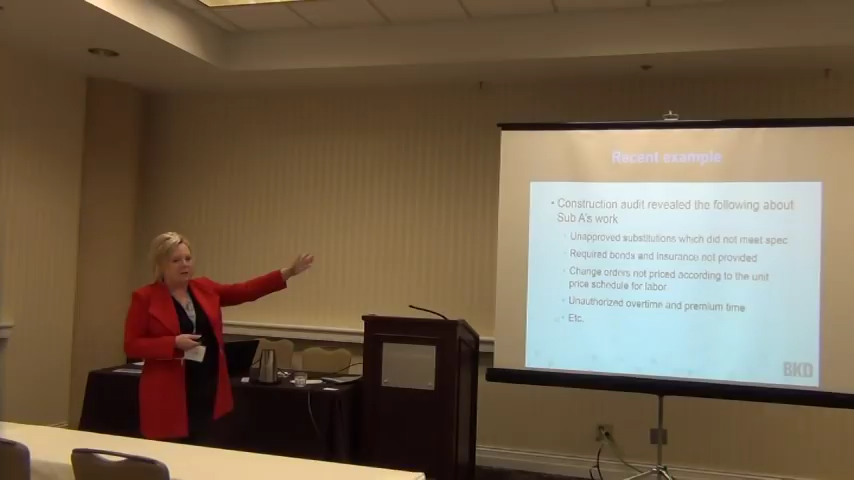 Recent example
• Construction audit revealed the following about
Sub A's work
Unapproved substitutions which did not meet spec
Required bonds and insurance not provided
Change orders not priced according to the unit
price schedule for labor
Unauthorized overtime and premium time
Etc.
BKD